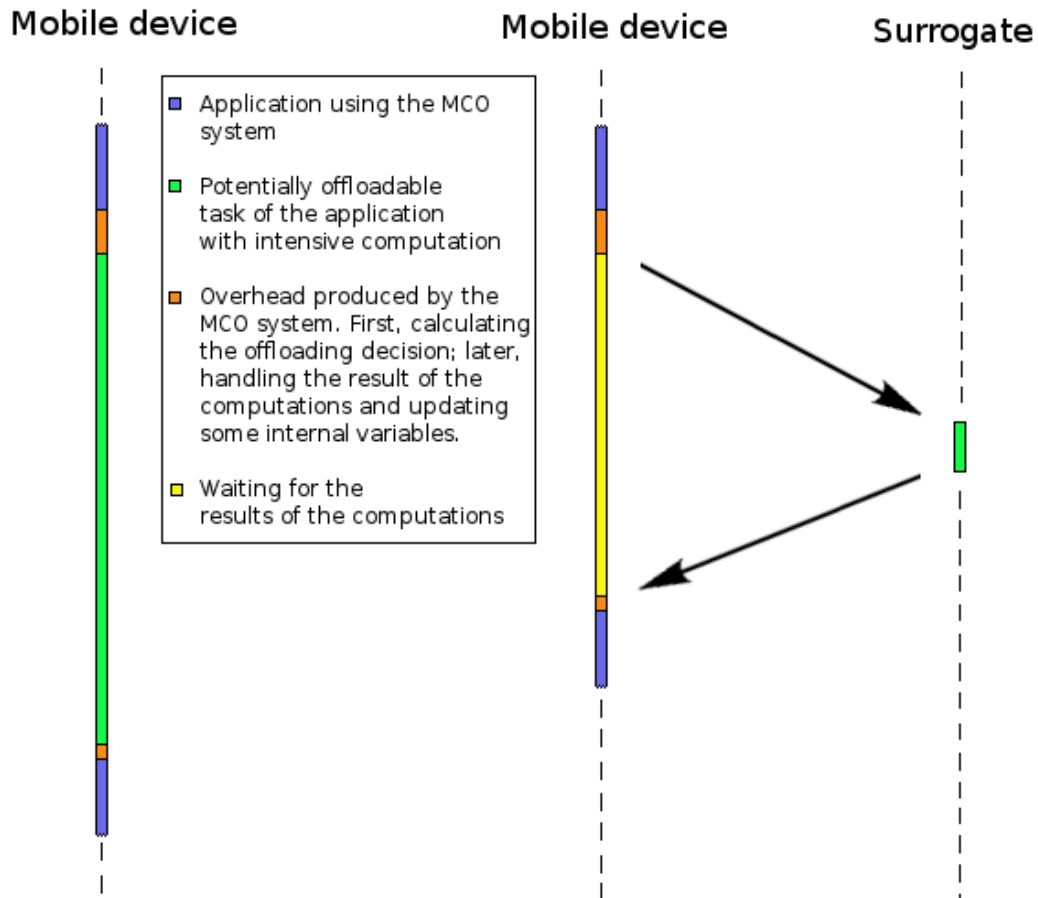 Mobile device
Mobile device
Surrogate
Application using the MCO
system
Potentially offloadable
task of the application
with intensive computation
Overhead produced by the
MCO system. First, calculating
the offloading decision; later,
handling the result of the
computations and updating
some internal variables.
Waiting for the
results of the computations